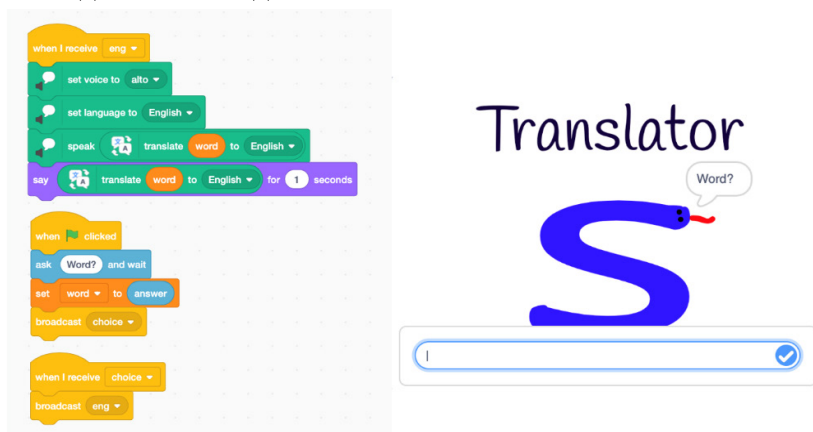 when I receive eng
set voice to alto
set language to English
speak translate word to English
say translate word to English for 1 seconds
when clicked
ask Word? and wait
set word to answer
broadcast choice
when I receive choice
broadcast eng
Translator
Word?